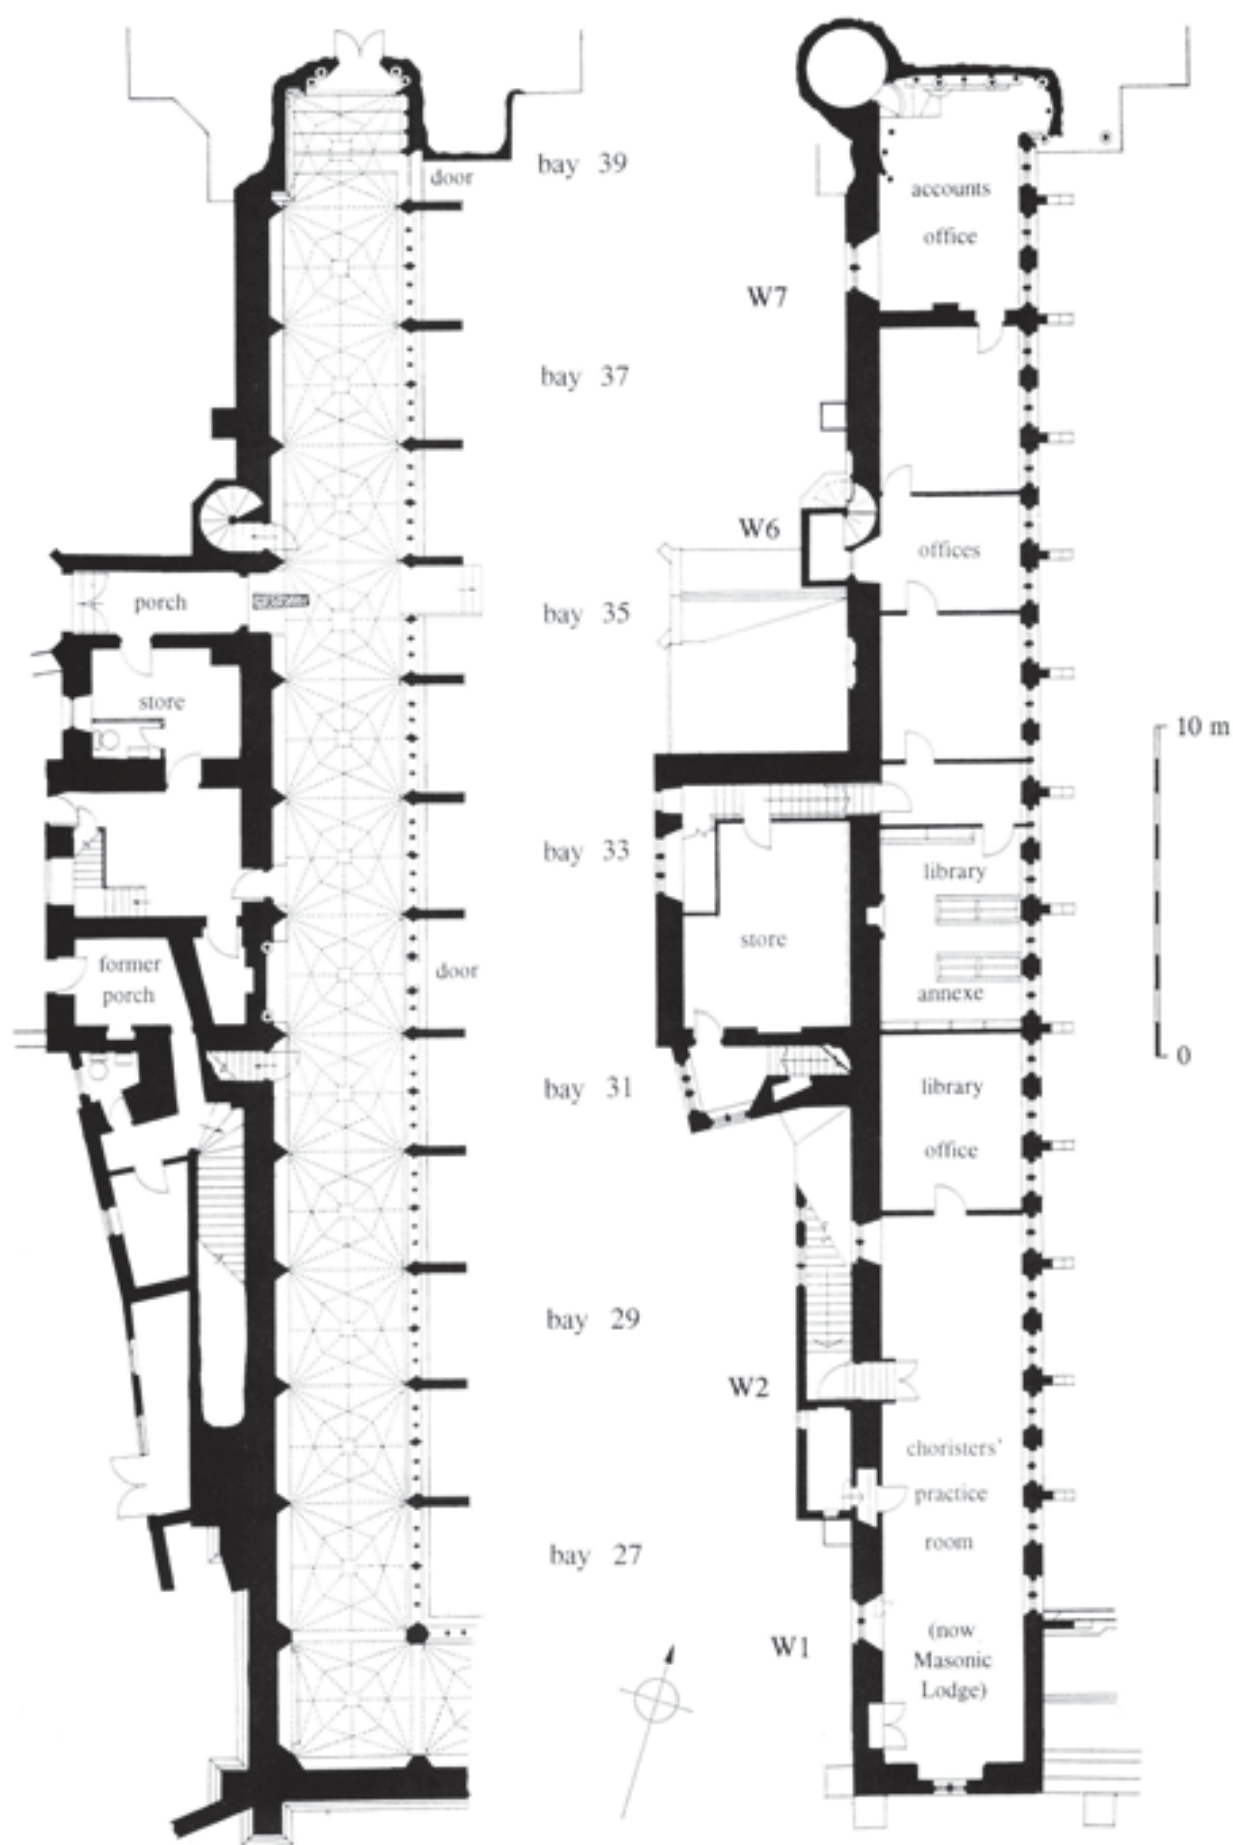 bay 39
door
bay 37
porch
bay 35
store
bay 33
former
porch
door
bay 31
bay 29
bay 27
accounts
office
W7
W6
offices
10 m
library
store
annexe
0
library
office
W2
choristers'
practice
room
W1
(now
Masonic
Lodge)